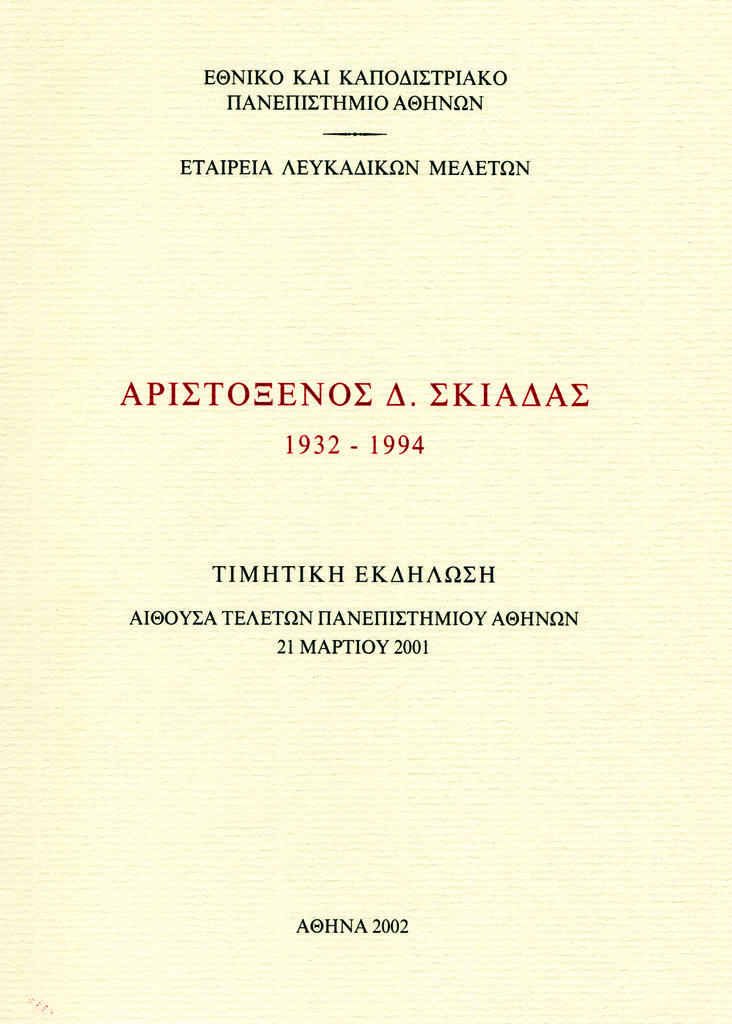 ΕΘΝΙΚΟ ΚΑΙ ΚΑΠΟΔΙΣΤΡΙΑΚΟ
ΠΑΝΕΠΙΣΤΗΜΙΟ ΑΘΗΝΩΝ
ΕΤΑΙΡΕΙΑ ΛΕΥΚΑΔΙΚΩΝ ΜΕΛΕΤΩΝ
ΑΡΙΣΤΟΞΕΝΟΣ Δ. ΣΚΙΑΔΑΣ
1932 - 1994
ΤΙΜΗΤΙΚΗ ΕΚΔΗΛΩΣΗ
ΑΙΘΟΥΣΑ ΤΕΛΕΤΩΝ ΠΑΝΕΠΙΣΤΗΜΙΟΥ ΑΘΗΝΩΝ
21 ΜΑΡΤΙΟΥ 2001
ΑΘΗΝΑ 2002